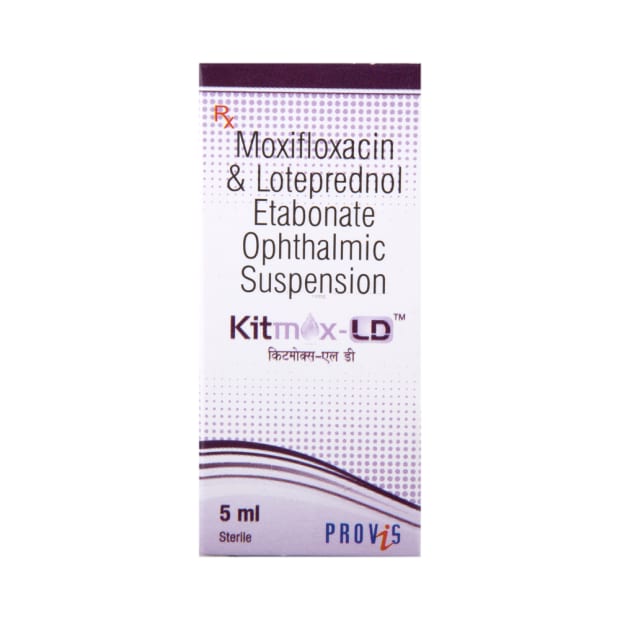 Rx
Moxifloxacin
& Loteprednol
Etabonate
Ophthalmic
Suspension
Kitmox-LD™
किटमोक्स-एल डी
5 ml
Sterile
PROViS